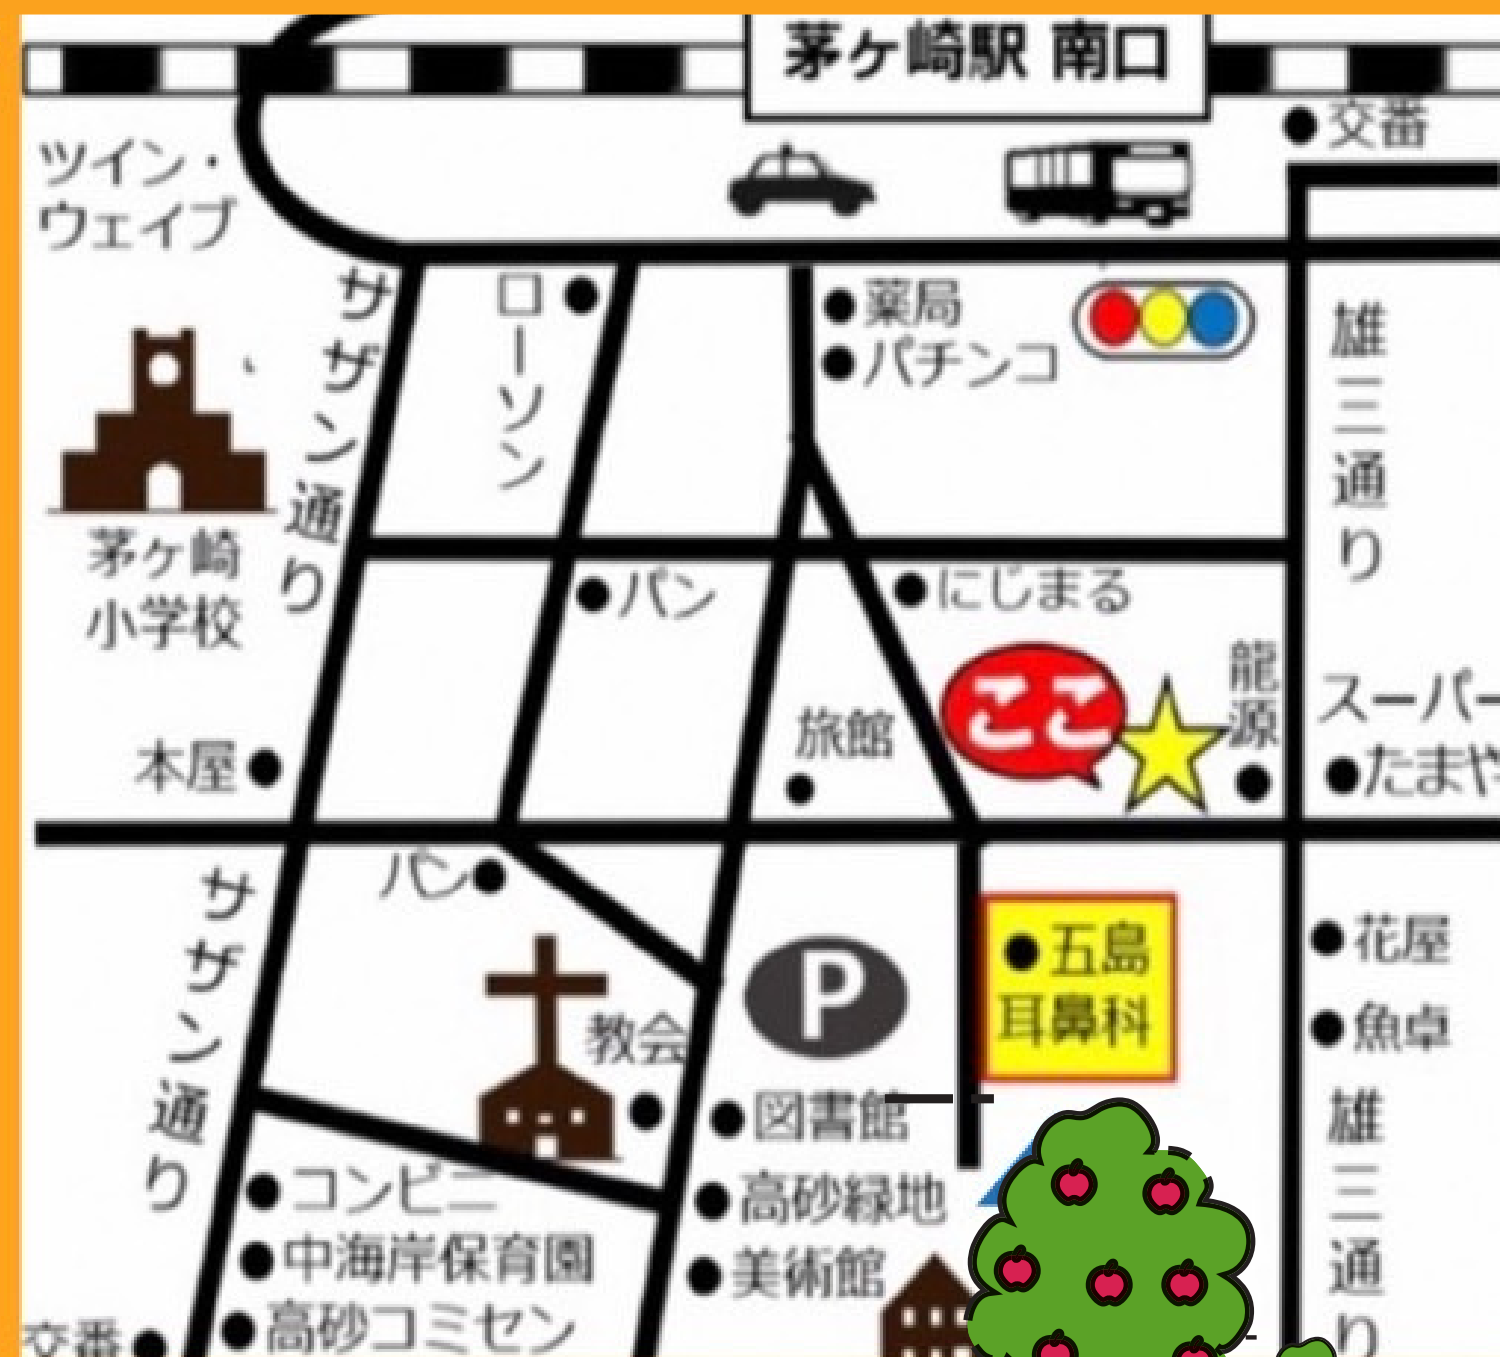 茅ヶ崎駅 南口
交番
ツイン・
ウェイブ
サザン通り
ローソン
薬局
パチンコ
雄三通り
茅ヶ崎
小学校
パン
にじまる
ここ
龍源
旅館
スーパー
たまや
本屋
パン
サザン通り
P
五島
耳鼻科
花屋
魚卓
教会
図書館
雄三通り
コンビニ
高砂緑地
中海岸保育園
美術館
高砂コミセン
交番